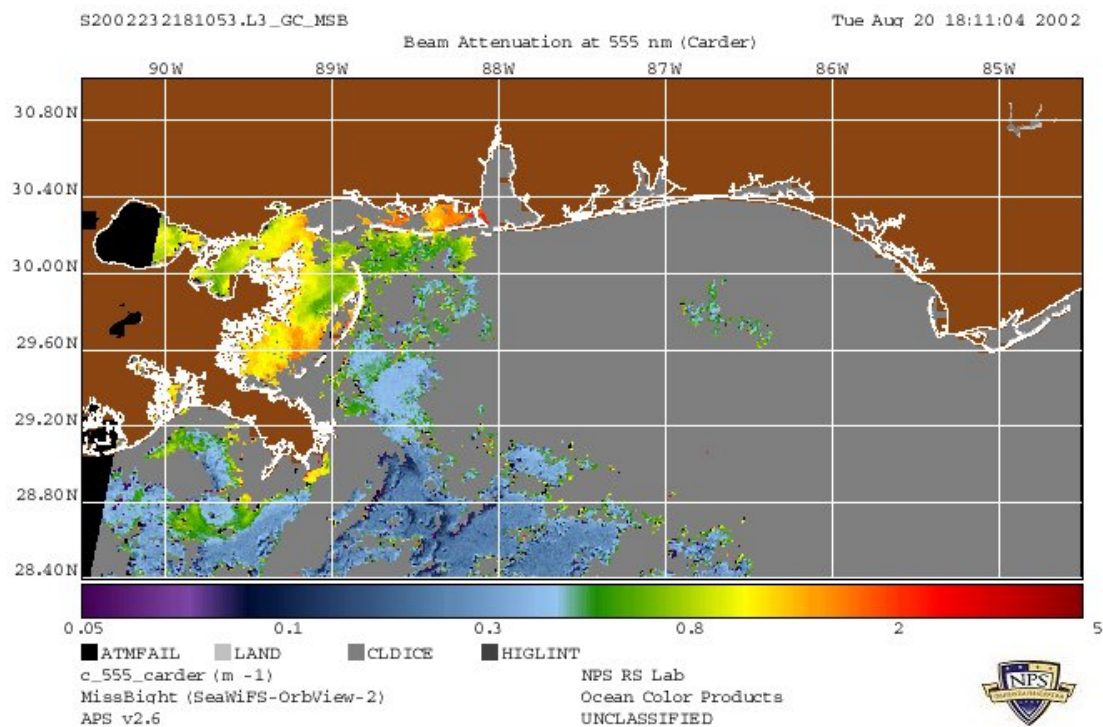 S2002232181053.L3_GC_MSB Tue Aug 20 18:11:04 2002
Beam Attenuation at 555 nm (Carder)
90W 89W 88W 87W 86W 85W
30.80N
30.40N
30.00N
29.60N
29.20N
28.80N
28.40N
0.05 0.1 0.3 0.8 2 5
ATMFAIL LAND CLDICE HIGLINT
c_555_carder (m -1) NPS RS Lab
MissBight (SeaWiFS-OrbView-2) Ocean Color Products
APS v2.6 UNCLASSIFIED
NPS